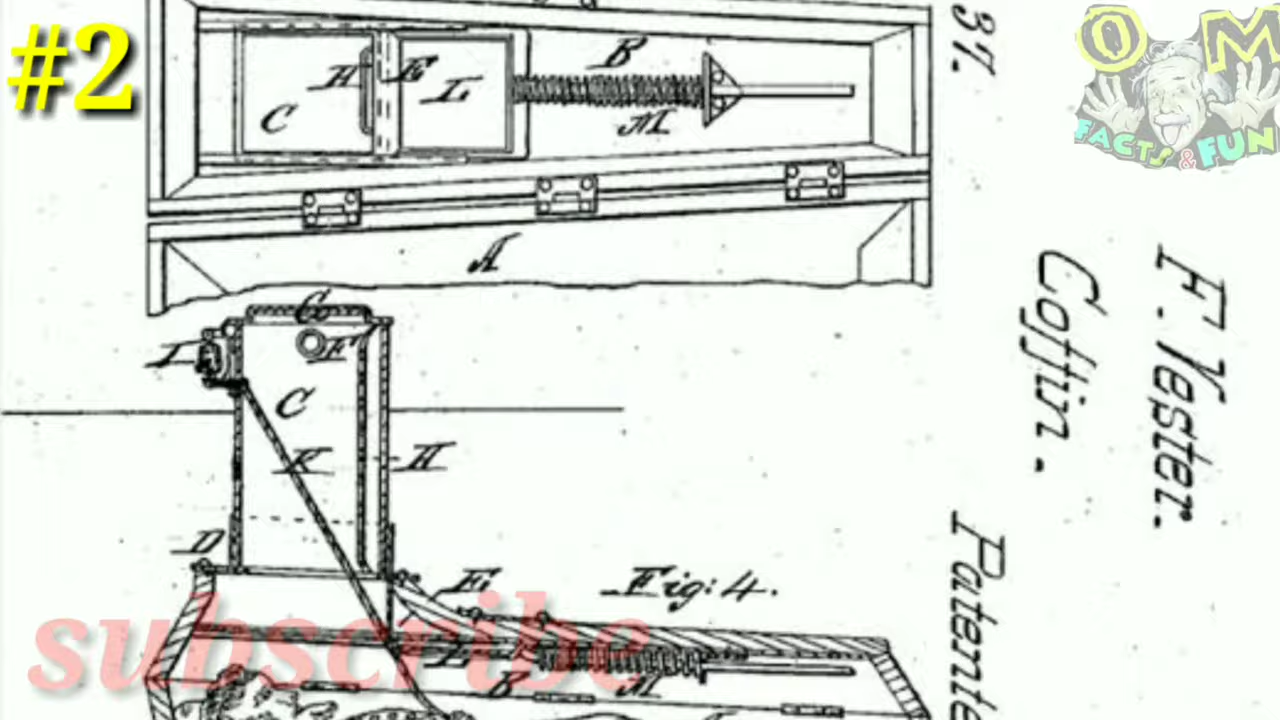 #2
O M
FACTS & FUN
37.
F. Vester.
Coffin.
Patente
B
H
E
L
C
M
A
G
I
F
C
K
H
D
E
Fig: 4.
subscribe
B
M